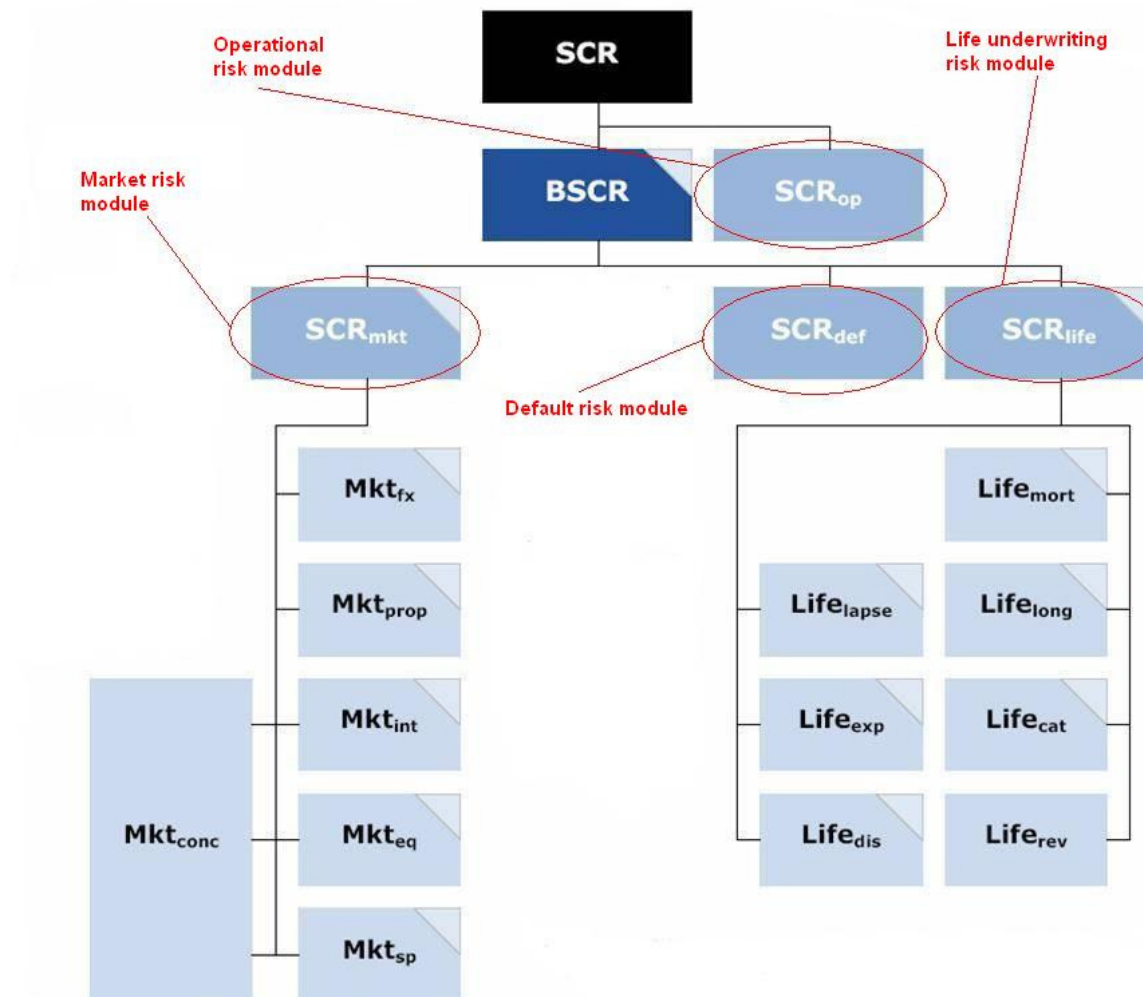 Operational
risk module
SCR
Life underwriting
risk module
Market risk
module
BSCR
SCRop
SCRmkt
SCRdef
SCRlife
Default risk module
Mktfx
Lifemort
Mktprop
Lifelapse
Lifelong
Mktint
Lifeexp
Lifecat
Mktconc
Mkteq
Lifedis
Liferev
Mktsp